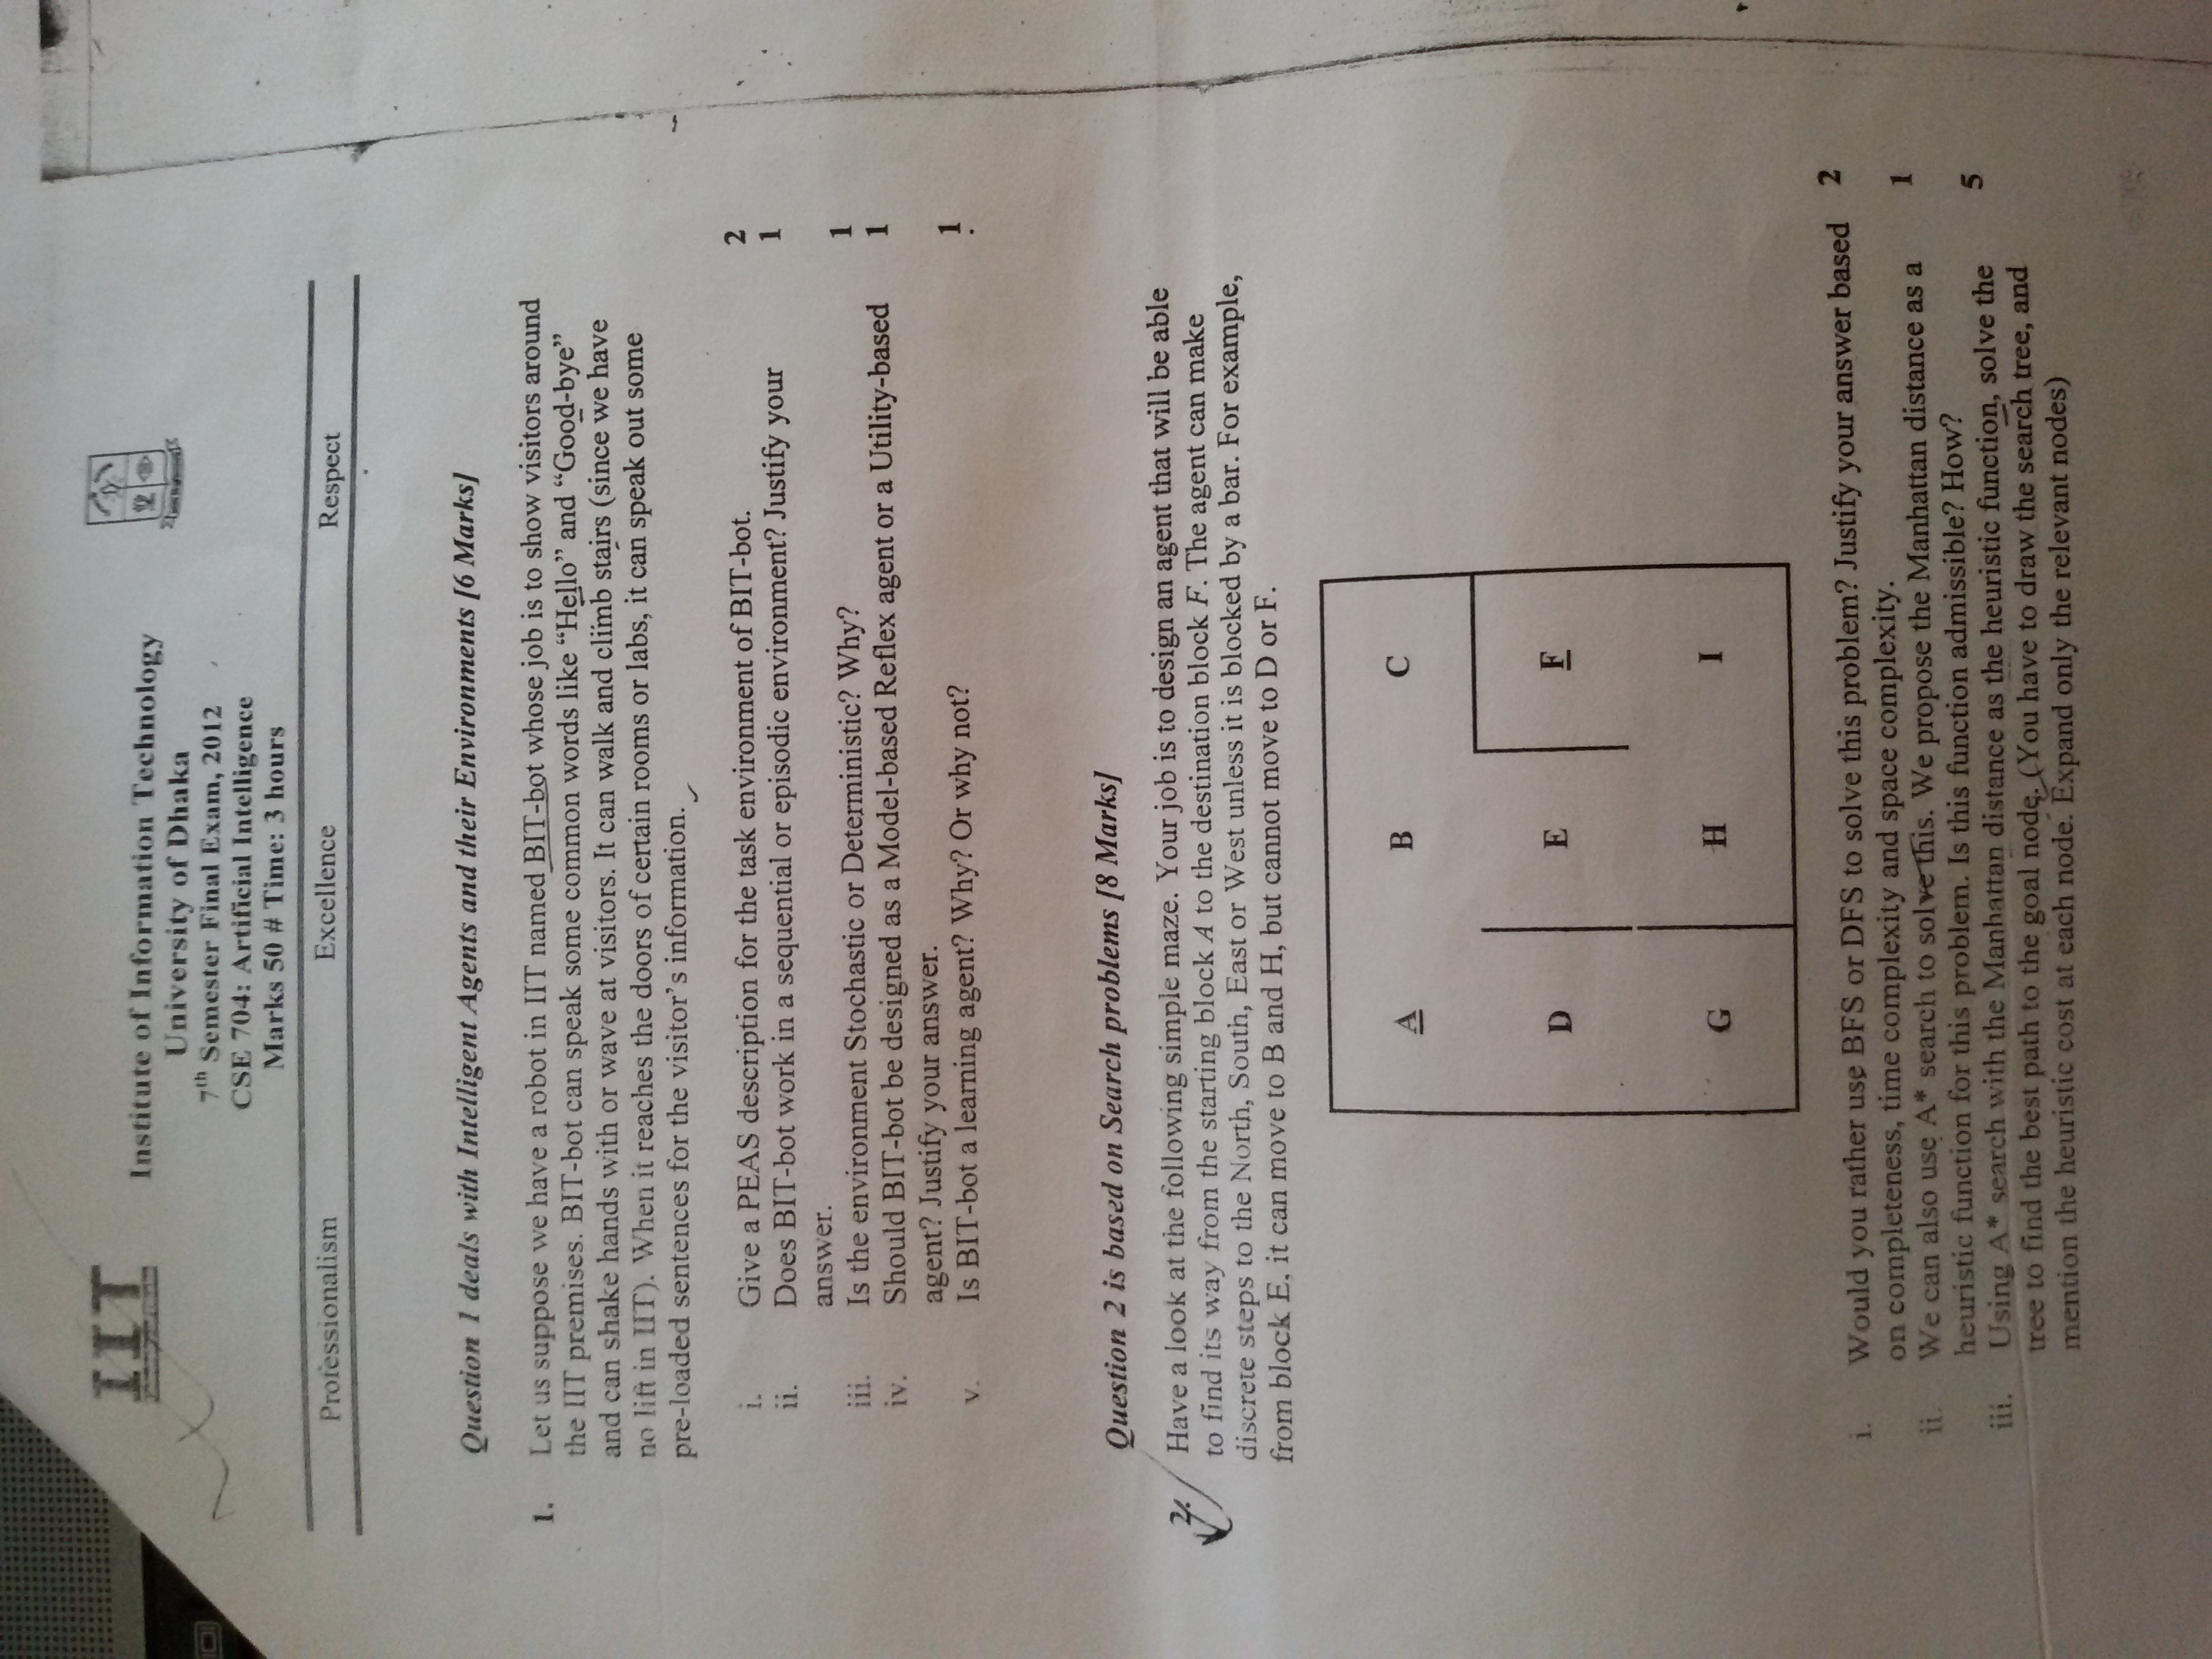 IIT
Institute of Information Technology
University of Dhaka
7th Semester Final Exam, 2012
CSE 704: Artificial Intelligence
Marks 50 # Time: 3 hours
Professionalism Excellence Respect
Question 1 deals with Intelligent Agents and their Environments [6 Marks]
1. Let us suppose we have a robot in IIT named BIT-bot whose job is to show visitors around
the IIT premises. BIT-bot can speak some common words like “Hello” and “Good-bye”
and can shake hands with or wave at visitors. It can walk and climb stairs (since we have
no lift in IIT). When it reaches the doors of certain rooms or labs, it can speak out some
pre-loaded sentences for the visitor’s information.
i. Give a PEAS description for the task environment of BIT-bot. 2
ii. Does BIT-bot work in a sequential or episodic environment? Justify your 1
answer.
iii. Is the environment Stochastic or Deterministic? Why? 1
iv. Should BIT-bot be designed as a Model-based Reflex agent or a Utility-based 1
agent? Justify your answer.
v. Is BIT-bot a learning agent? Why? Or why not? 1
Question 2 is based on Search problems [8 Marks]
2. Have a look at the following simple maze. Your job is to design an agent that will be able
to find its way from the starting block A to the destination block F. The agent can make
discrete steps to the North, South, East or West unless it is blocked by a bar. For example,
from block E, it can move to B and H, but cannot move to D or F.
A B C
D E F
G H I
i. Would you rather use BFS or DFS to solve this problem? Justify your answer based 2
on completeness, time complexity and space complexity.
ii. We can also use A* search to solve this. We propose the Manhattan distance as a 1
heuristic function for this problem. Is this function admissible? How?
iii. Using A* search with the Manhattan distance as the heuristic function, solve the 5
tree to find the best path to the goal node. (You have to draw the search tree, and
mention the heuristic cost at each node. Expand only the relevant nodes)